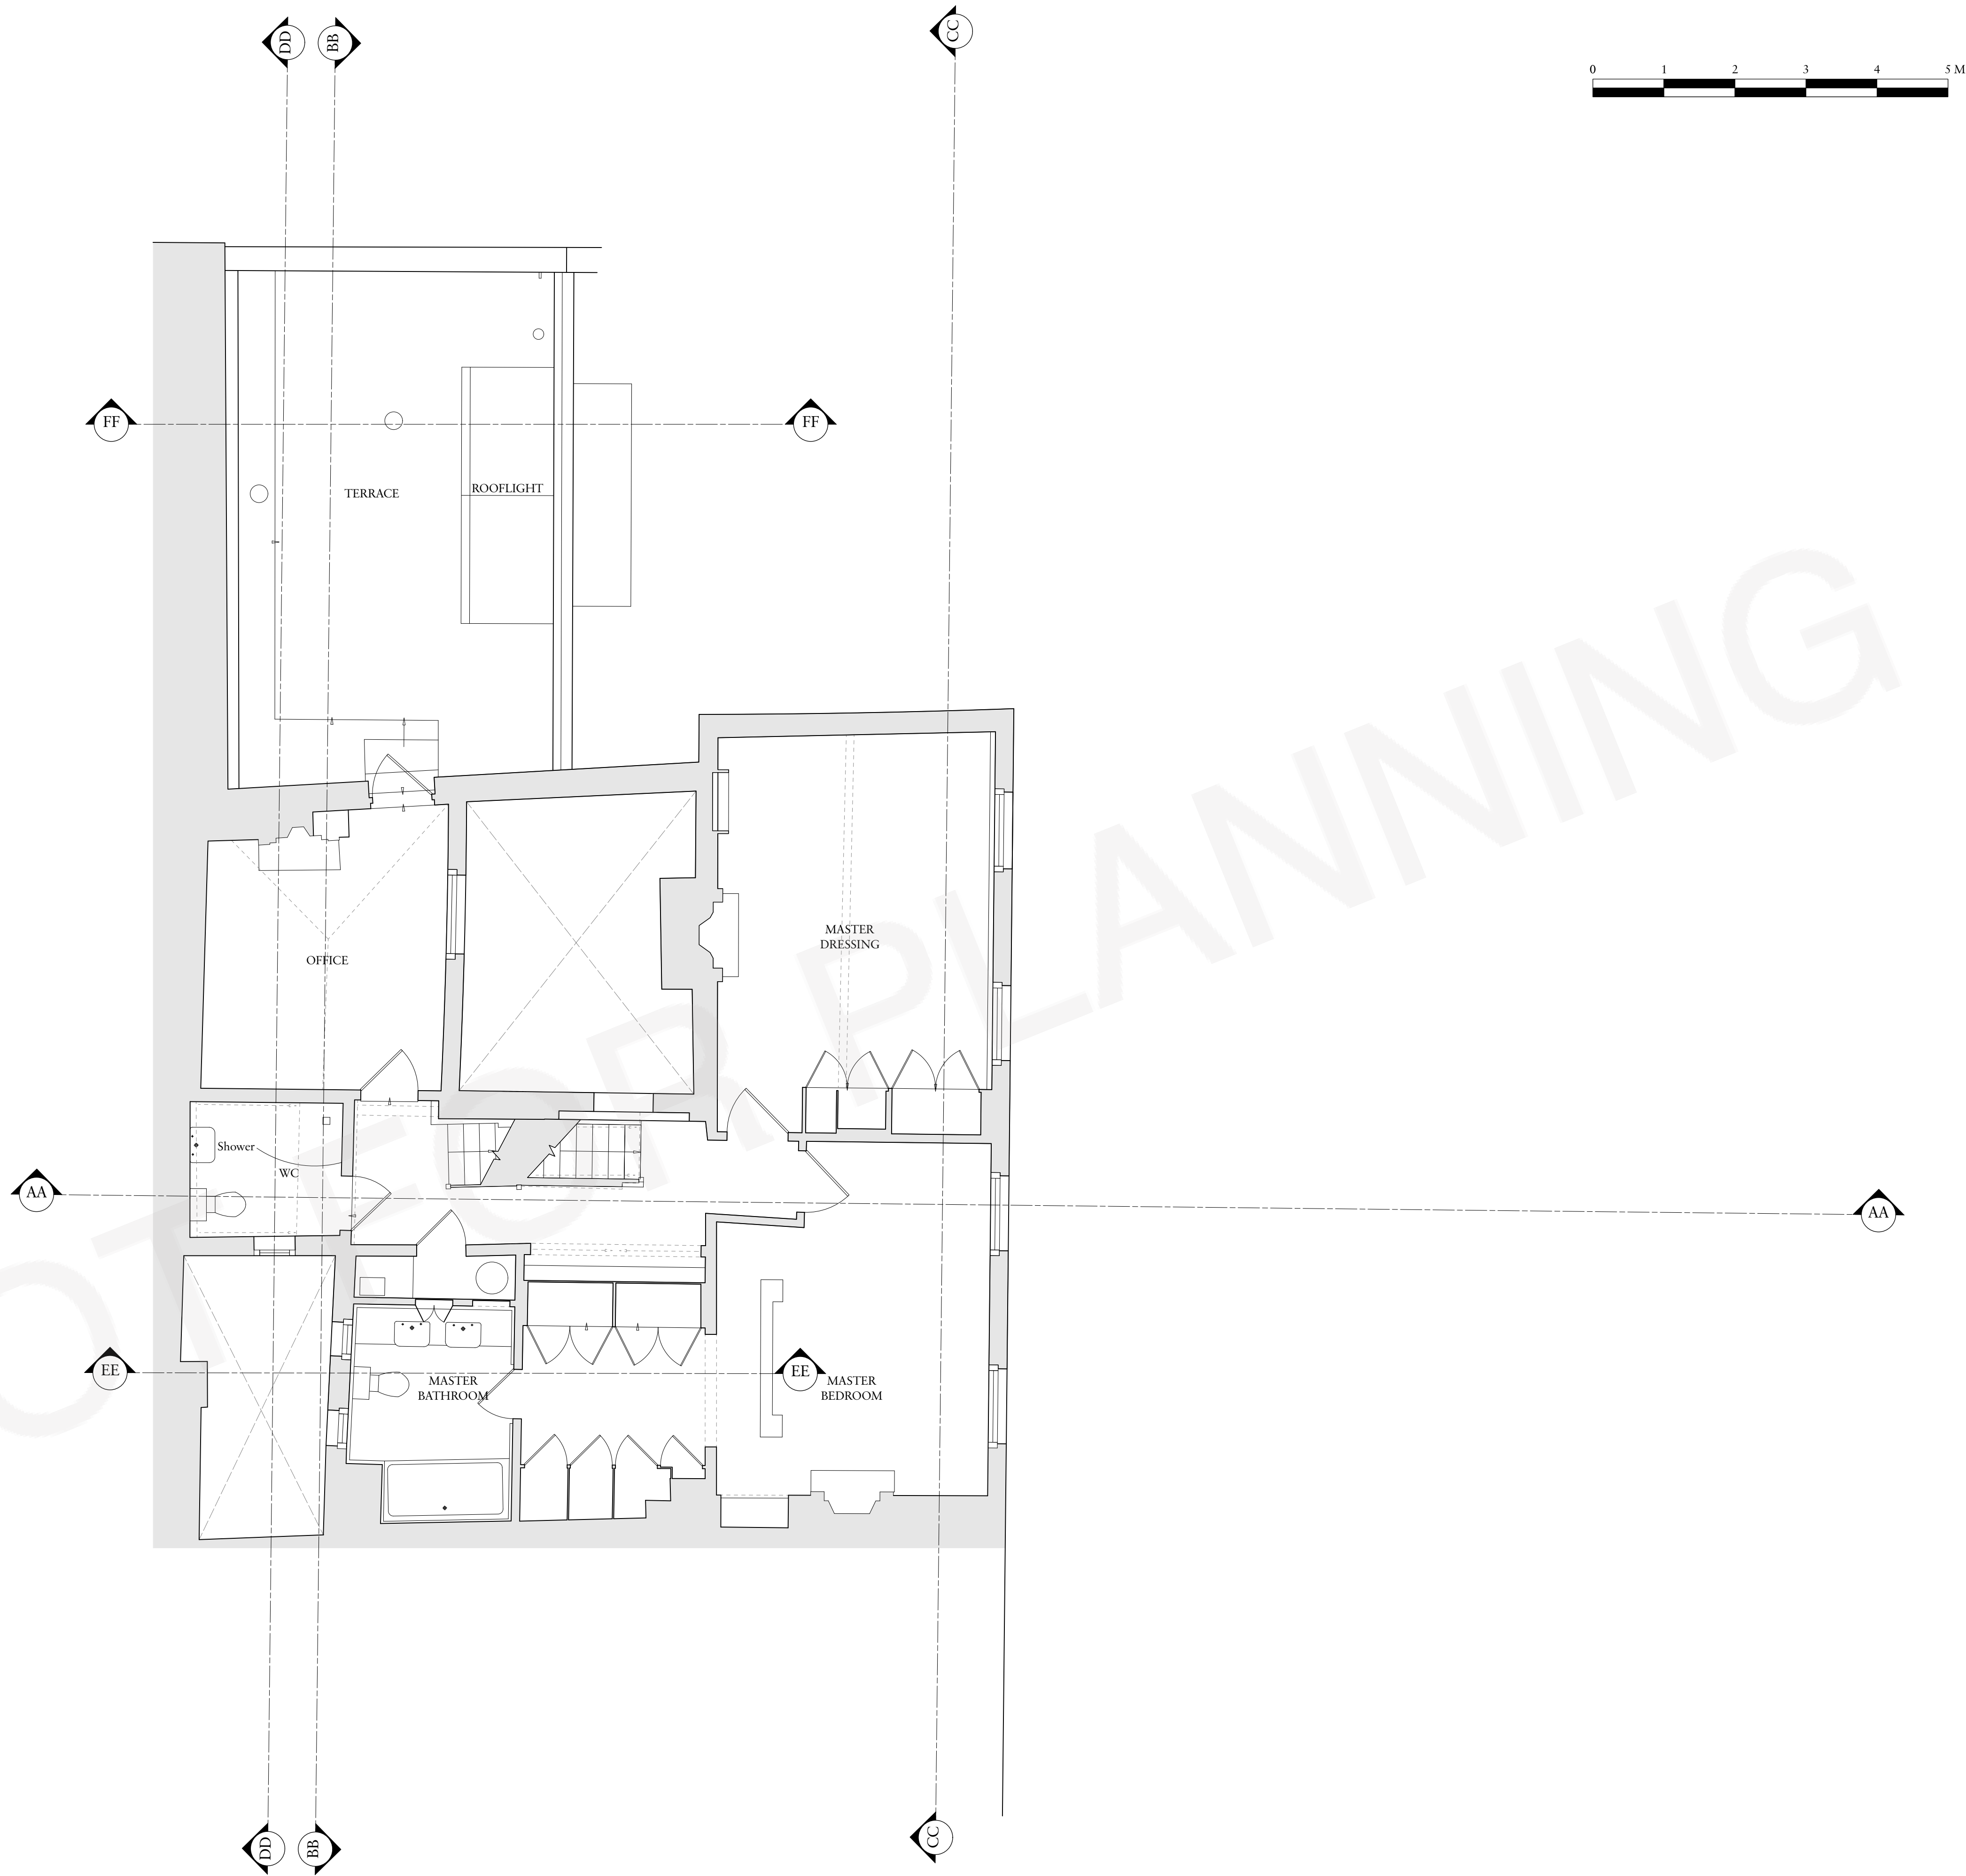 DD
BB
CC
0 1 2 3 4 5 M
FF
FF
TERRACE
ROOFLIGHT
MASTER
DRESSING
OFFICE
Shower
WC
AA
AA
EE
EE
MASTER
BATHROOM
MASTER
BEDROOM
DD
BB
CC
OT FOR PLANNING